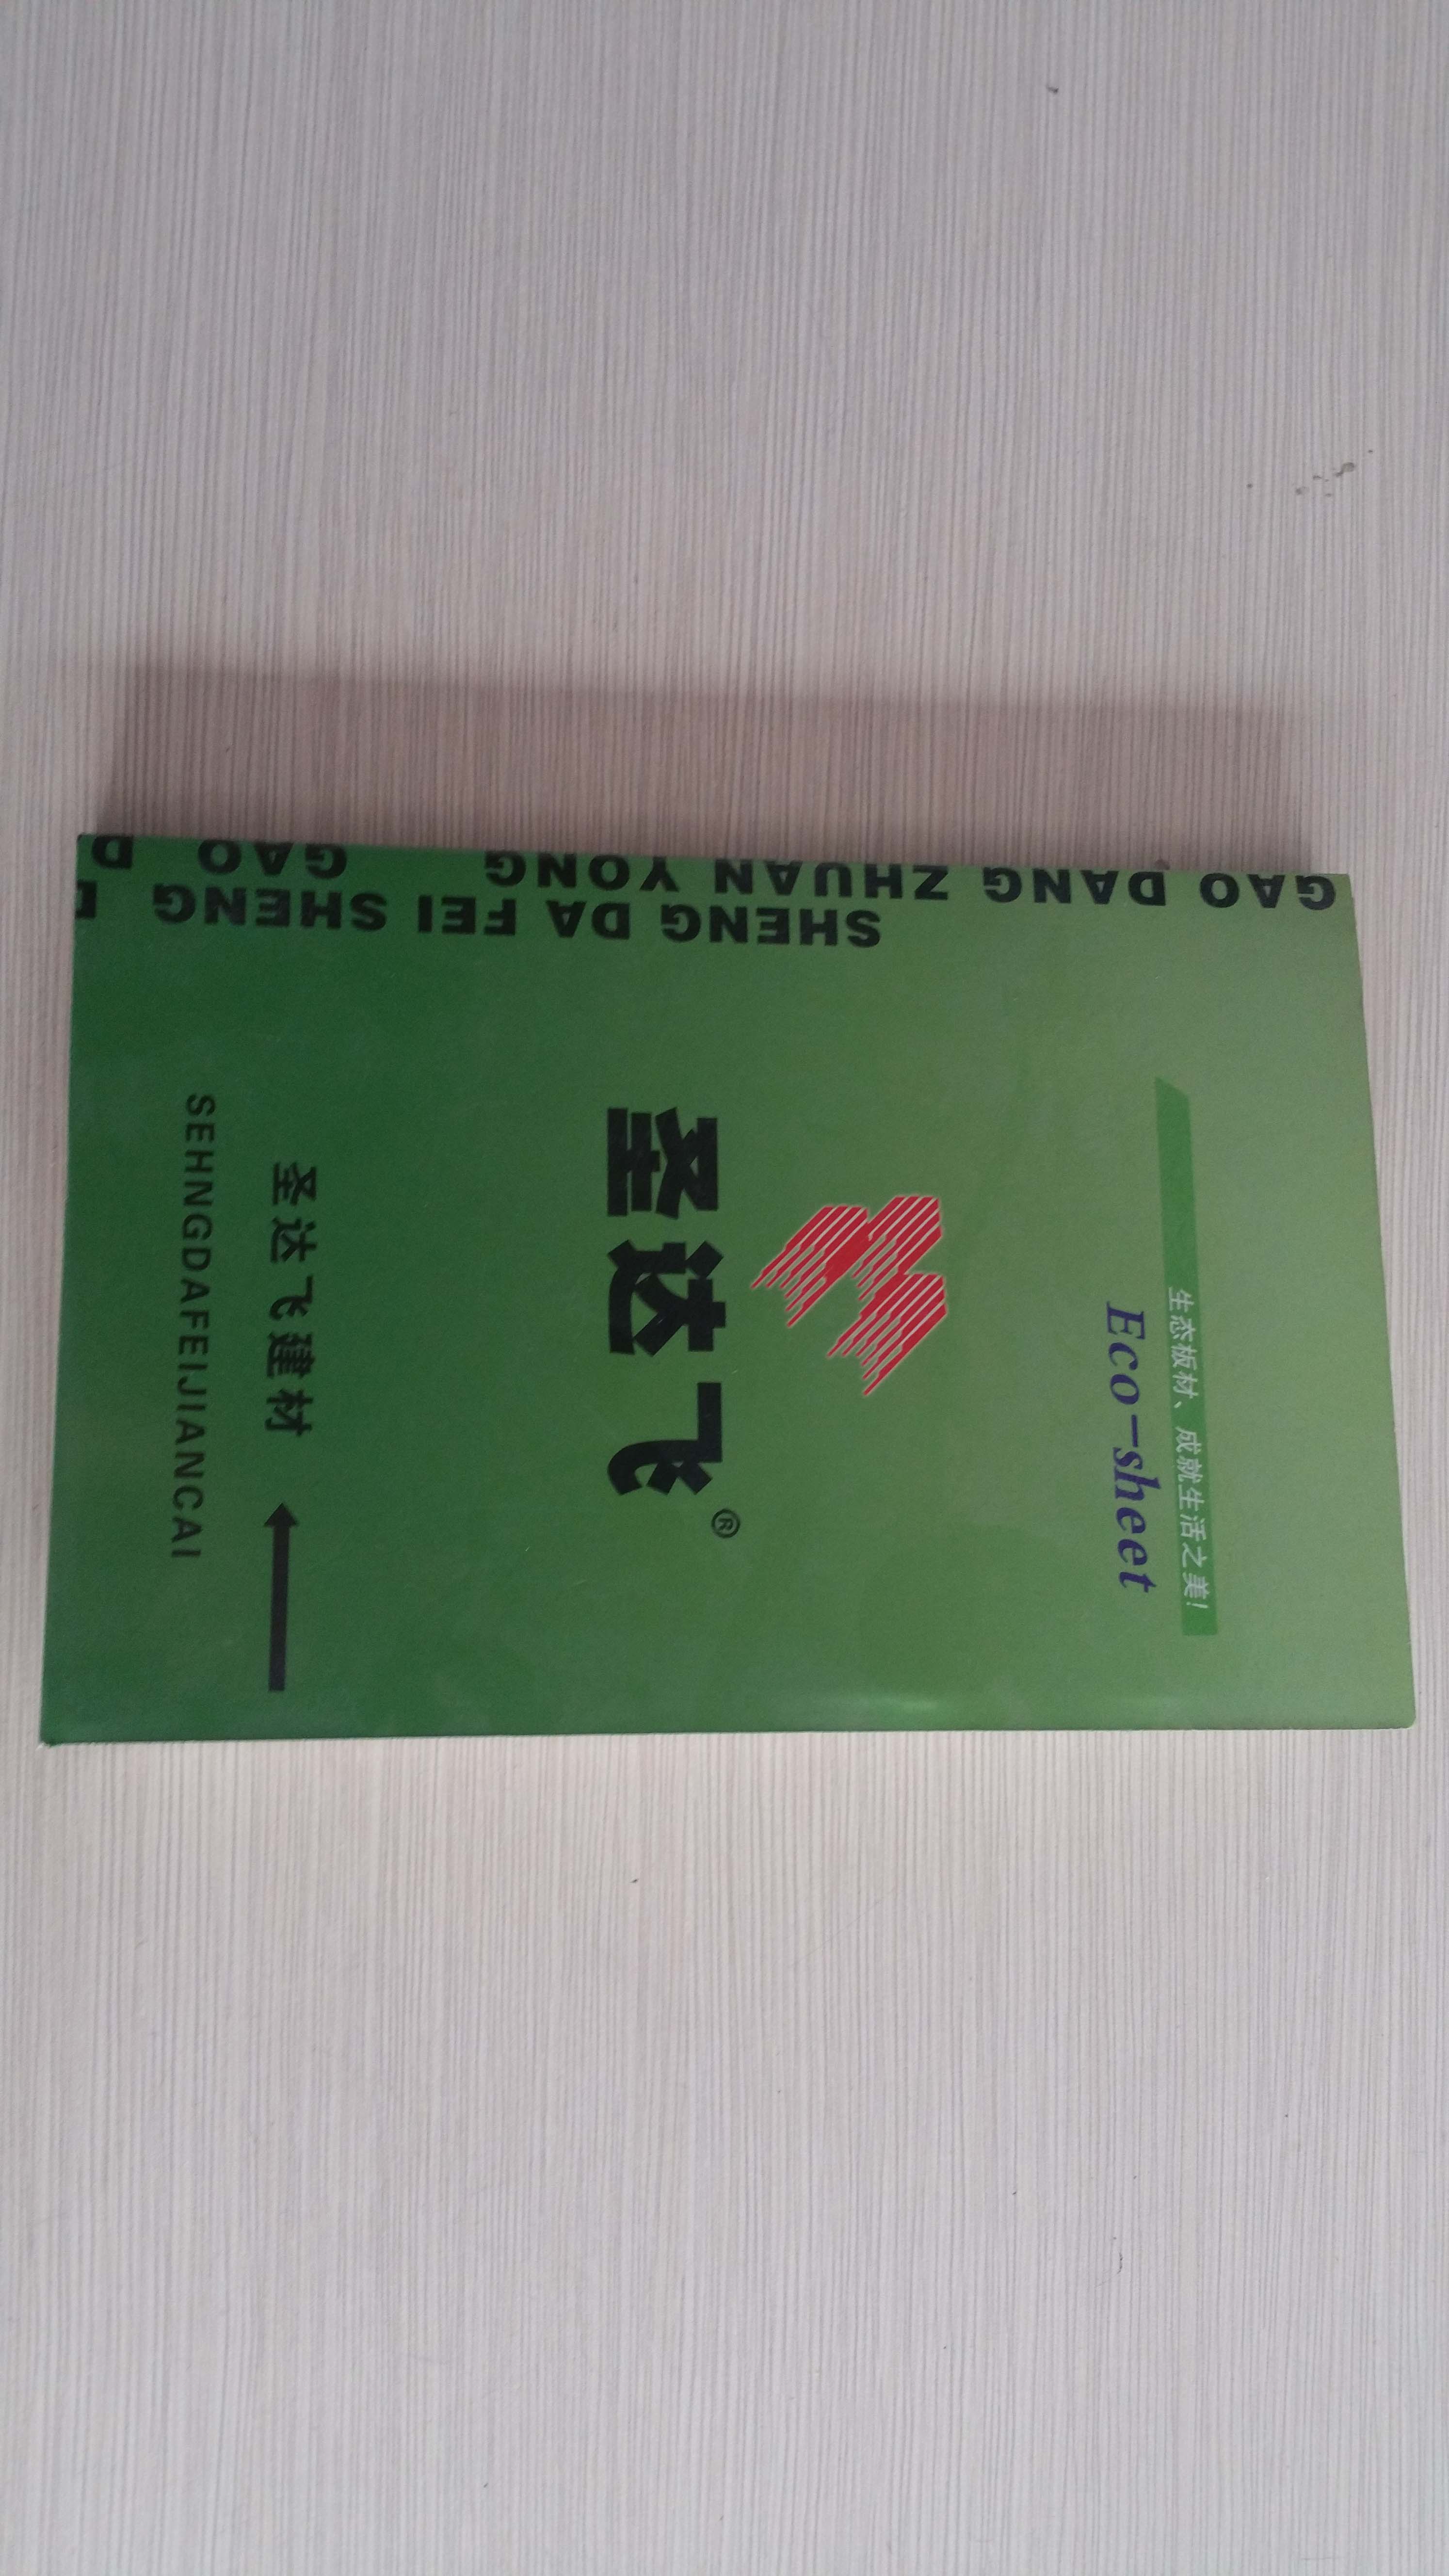 生态板材、成就生活之美!
Eco-sheet
圣达飞®
圣达飞建材
SEHNGDAFEIJIANCAI
SHENG DA FEI SHENG D
GAO DANG ZHUAN YONG GAO D